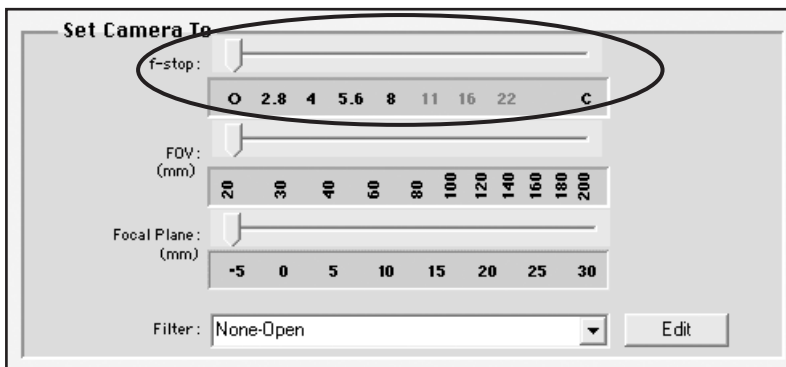 Set Camera To
f-stop:
O 2.8 4 5.6 8 11 16 22 C
FOV:
(mm)
20 30 40 60 80 100 120 140 160 180 200
Focal Plane:
(mm)
-5 0 5 10 15 20 25 30
Filter: None-Open Edit